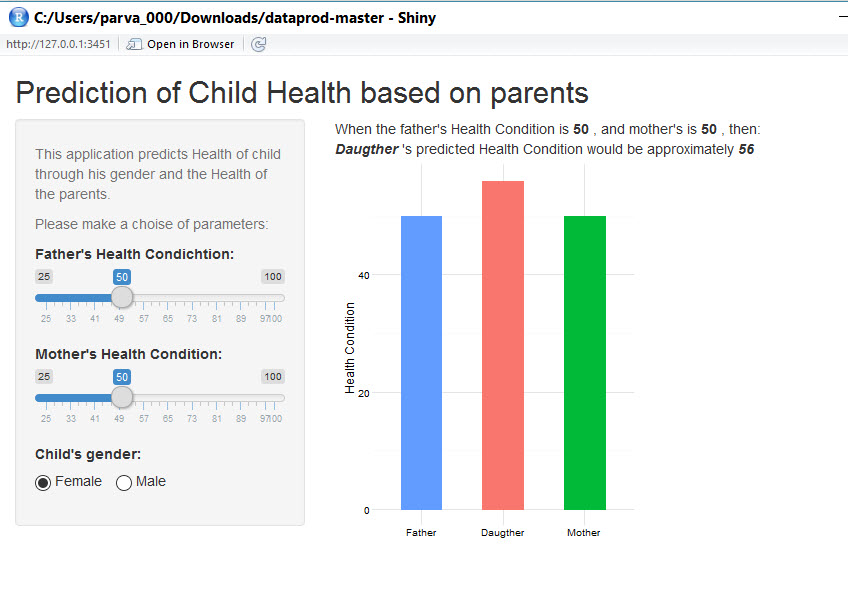 C:/Users/parva_000/Downloads/dataprod-master - Shiny
http://127.0.0.1:3451 Open in Browser
Prediction of Child Health based on parents
This application predicts Health of child
through his gender and the Health of
the parents.
Please make a choise of parameters:
Father's Health Condichtion:
25 50 100
25 33 41 49 57 65 73 81 89 97 100
Mother's Health Condition:
25 50 100
25 33 41 49 57 65 73 81 89 97 100
Child's gender:
Female Male
When the father's Health Condition is 50 , and mother's is 50 , then:
Daugther 's predicted Health Condition would be approximately 56
Health Condition
40
20
0
Father Daugther Mother